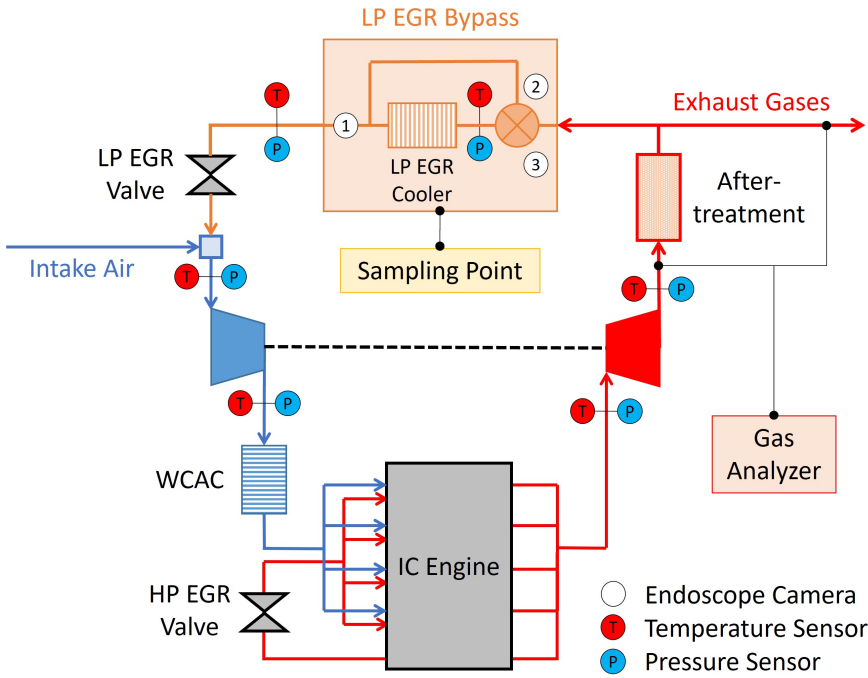 LP EGR Bypass
T
2
Exhaust Gases
T
1
P
P
3
LP EGR
Valve
LP EGR
Cooler
After-
treatment
Intake Air
Sampling Point
T
P
T
P
T
P
T
P
WCAC
Gas
Analyzer
IC Engine
HP EGR
Valve
Endoscope Camera
T
Temperature Sensor
P
Pressure Sensor